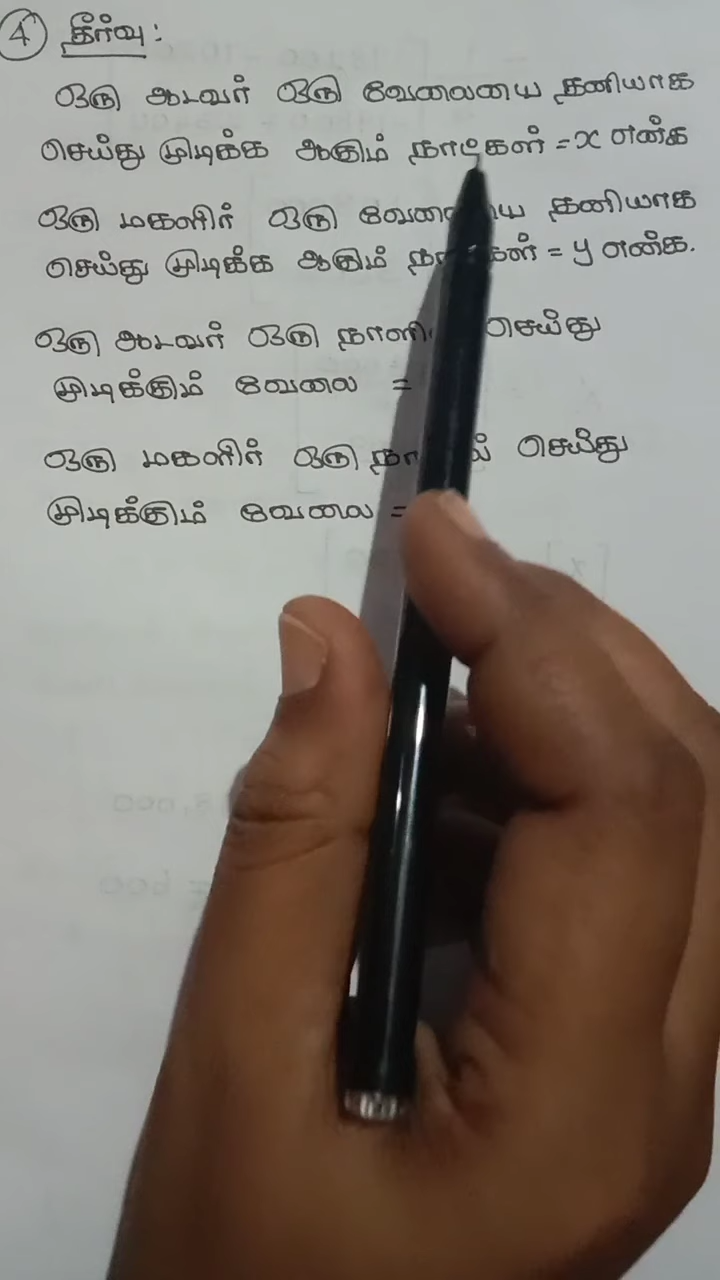 ④ தீர்வு :
ஒரு ஆடவர் ஒரு வேலையை தனியாக
செய்து முடிக்க ஆகும் நாட்கள் = x என்க
ஒரு மகளிர் ஒரு தனியாக
செய்து முடிக்க ஆகும் = y என்க.
ஒரு ஆடவர் ஒரு செய்து
முடிக்கும் வேலை =
ஒரு மகளிர் ஒரு செய்து
முடிக்கும் வேலை =